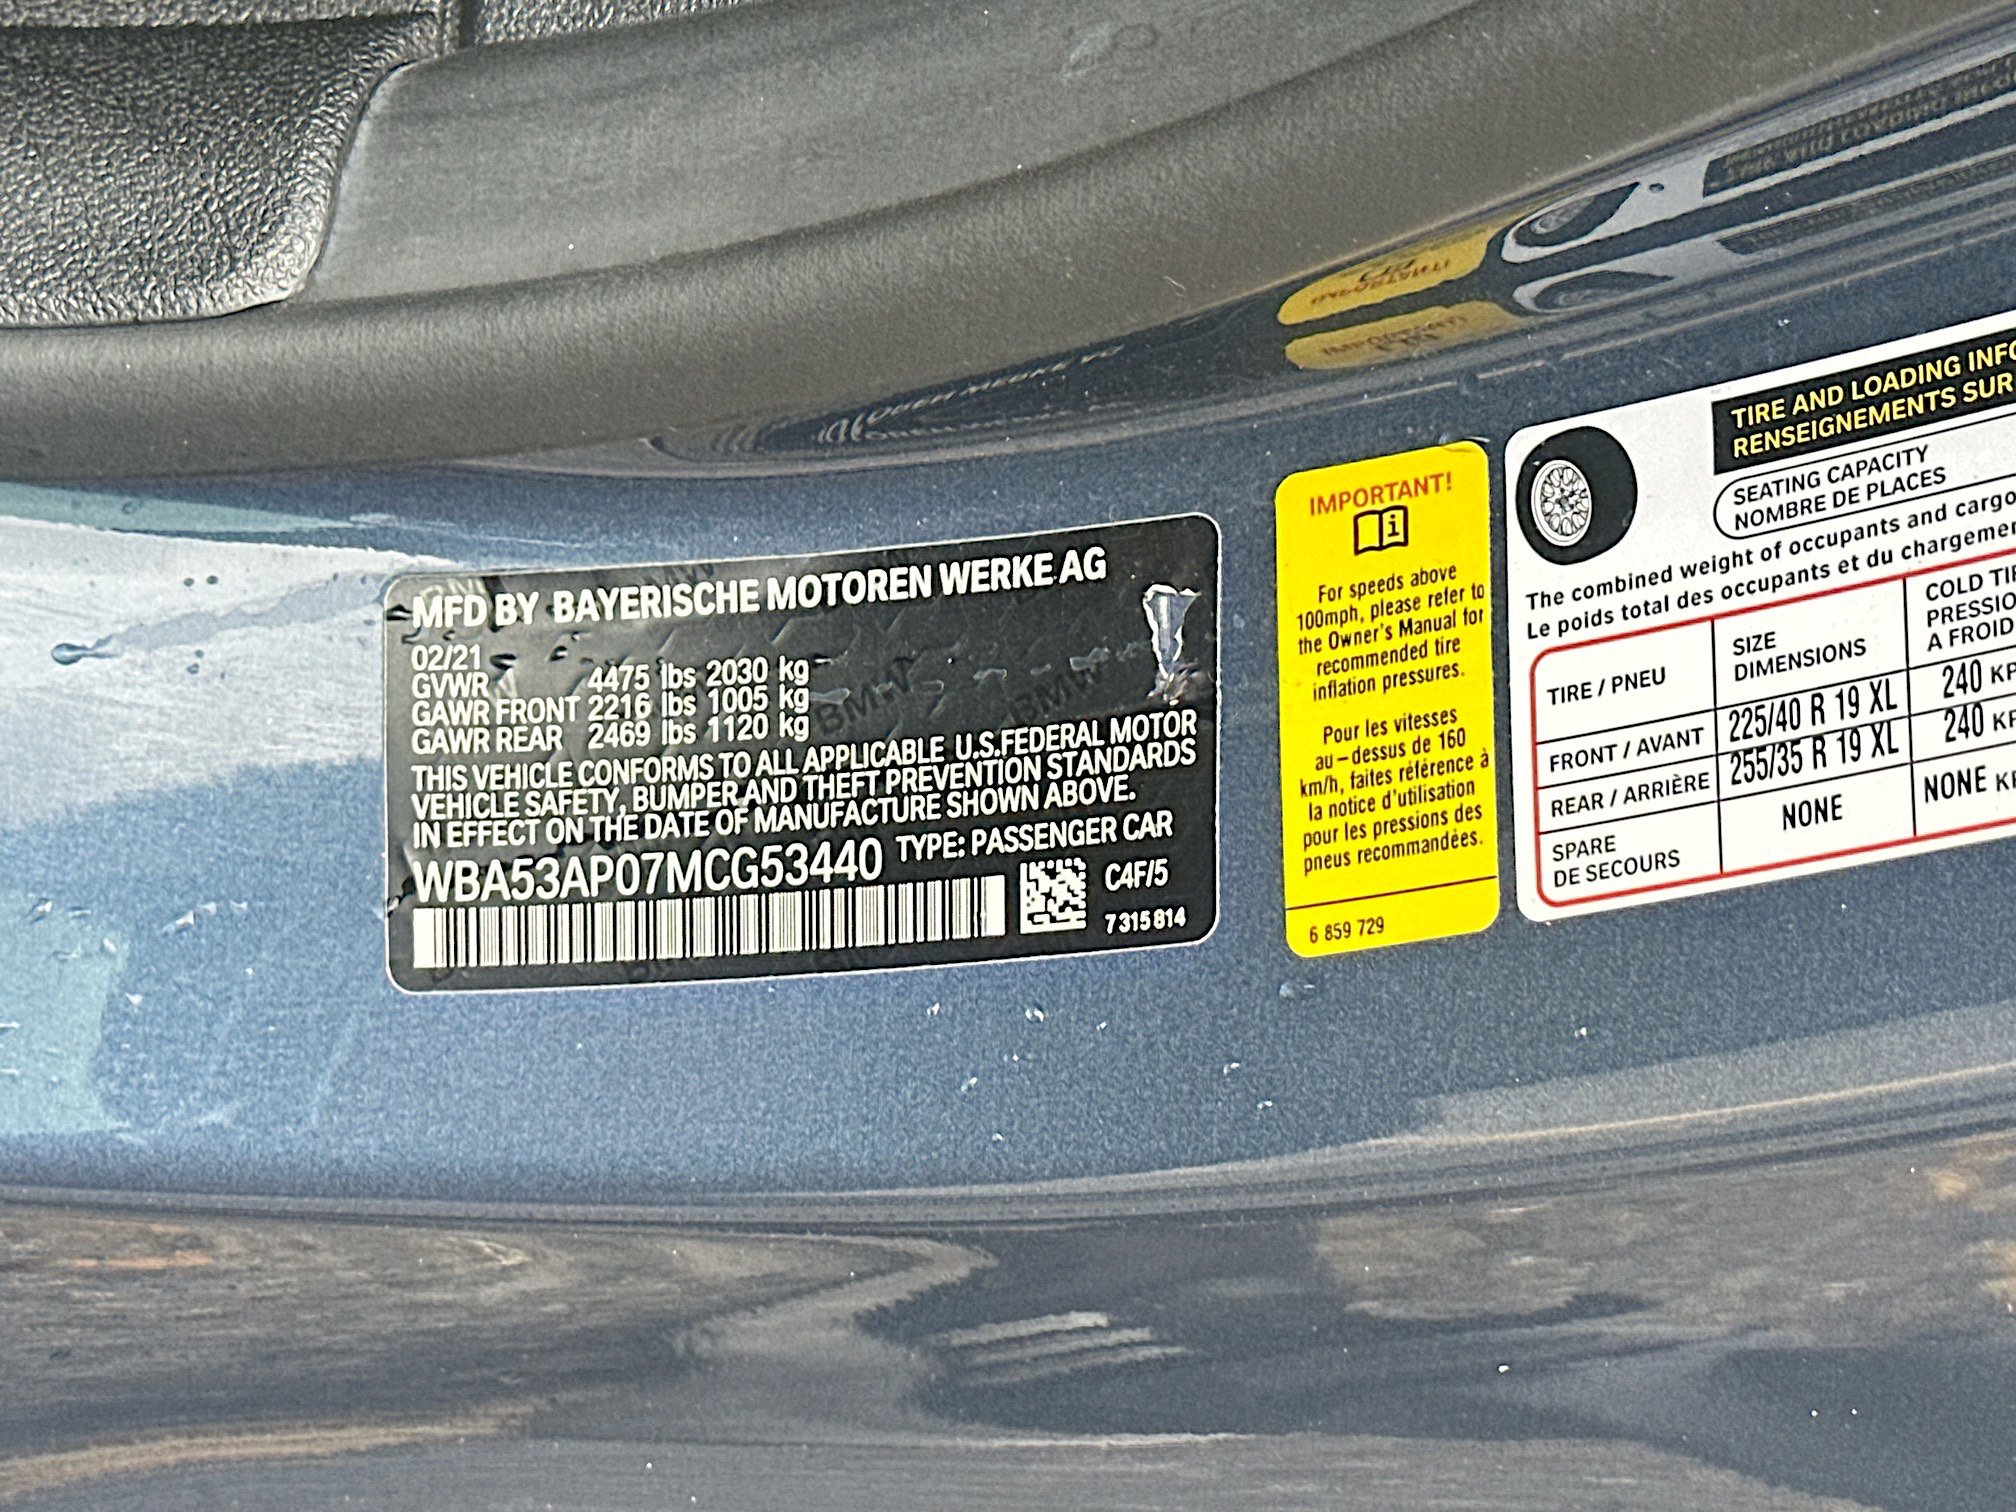 MFD BY BAYERISCHE MOTOREN WERKE AG
02/21
GVWR 4475 lbs 2030 kg
GAWR FRONT 2216 lbs 1005 kg
GAWR REAR 2469 lbs 1120 kg
THIS VEHICLE CONFORMS TO ALL APPLICABLE U.S.FEDERAL MOTOR
VEHICLE SAFETY, BUMPER AND THEFT PREVENTION STANDARDS
IN EFFECT ON THE DATE OF MANUFACTURE SHOWN ABOVE.
WBA53AP07MCG53440 TYPE: PASSENGER CAR
C4F/5
7 315 814
IMPORTANT!
For speeds above
100mph, please refer to
the Owner's Manual for
recommended tire
inflation pressures.
Pour les vitesses
au – dessus de 160
km/h, faites référence à
la notice d'utilisation
pour les pressions des
pneus recommandées.
6 859 729
TIRE AND LOADING INFO
RENSEIGNEMENTS SUR
SEATING CAPACITY
NOMBRE DE PLACES
The combined weight of occupants and cargo
Le poids total des occupants et du chargemen
TIRE / PNEU
SIZE
DIMENSIONS
COLD TI
PRESSIO
A FROID
FRONT / AVANT 225/40 R 19 XL 240 KP
REAR / ARRIÈRE 255/35 R 19 XL 240 KP
SPARE
DE SECOURS
NONE NONE KP